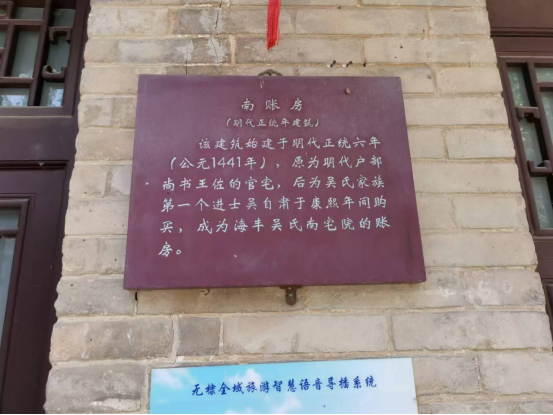 南账房
（明代正统年建筑）
该建筑始建于明代正统六年
（公元1441年）、原为明代户部
尚书王佐的官宅，后为吴氏家族
第一个进士吴自肃于康熙年间购
买，成为海丰吴氏南宅院的账
房。
无棣全域旅游智慧语音导播系统